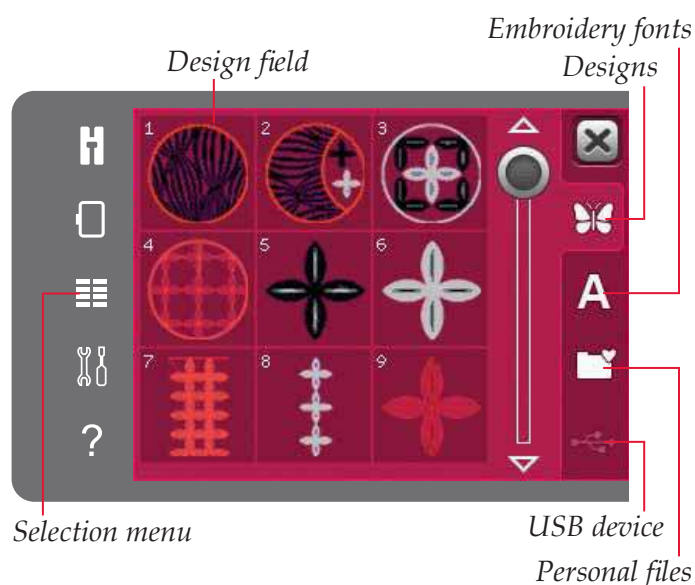 Embroidery fonts
Design field
Designs
1 2 3
4 5 6
A
7 8 9
?
Selection menu
USB device
Personal files